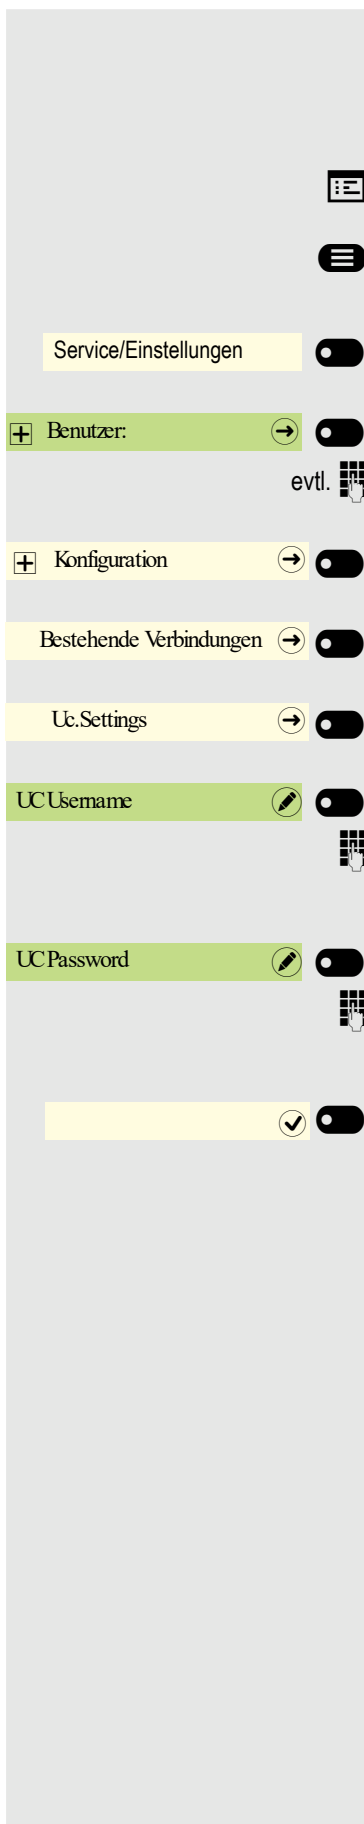 Service/Einstellungen
Benutzer:
evtl.
Konfiguration
Bestehende Verbindungen
Uc.Settings
UC Username
UC Password